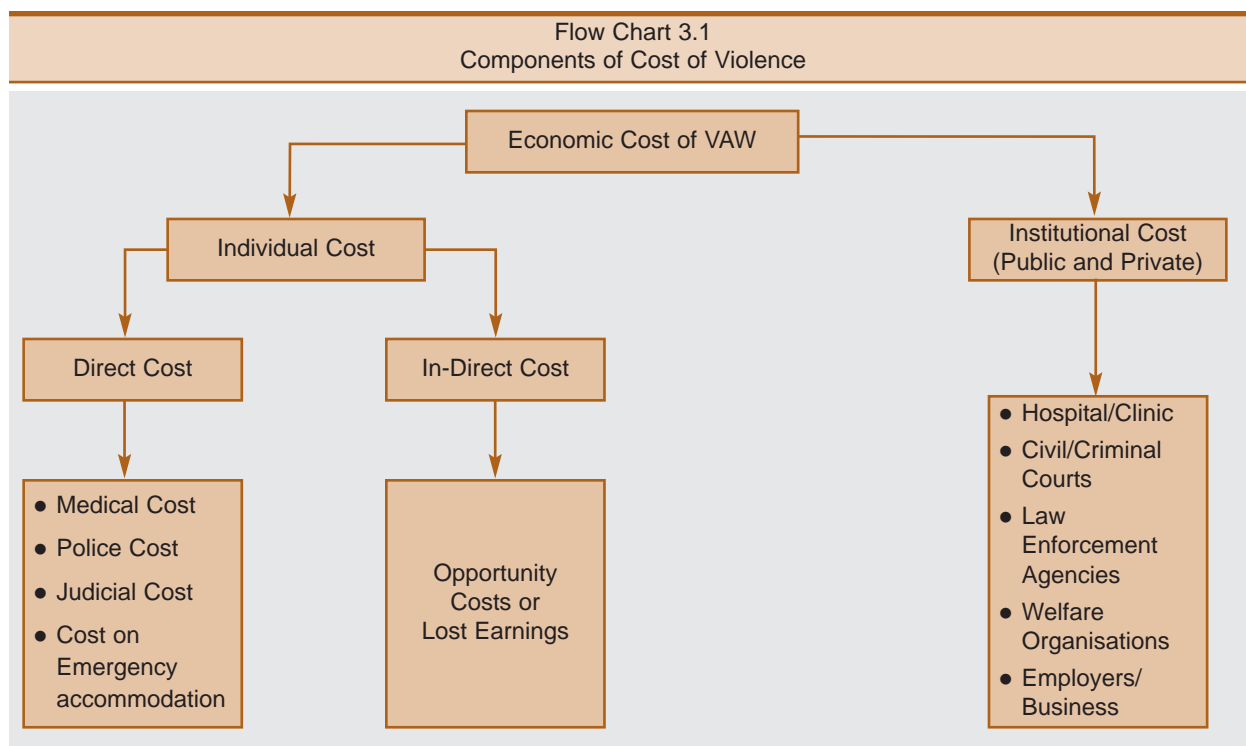 Flow Chart 3.1
Components of Cost of Violence
Economic Cost of VAW
Individual Cost
Institutional Cost
(Public and Private)
Direct Cost
In-Direct Cost
● Medical Cost
● Police Cost
● Judicial Cost
● Cost on
Emergency
accommodation
Opportunity
Costs or
Lost Earnings
● Hospital/Clinic
● Civil/Criminal
Courts
● Law
Enforcement
Agencies
● Welfare
Organisations
● Employers/
Business